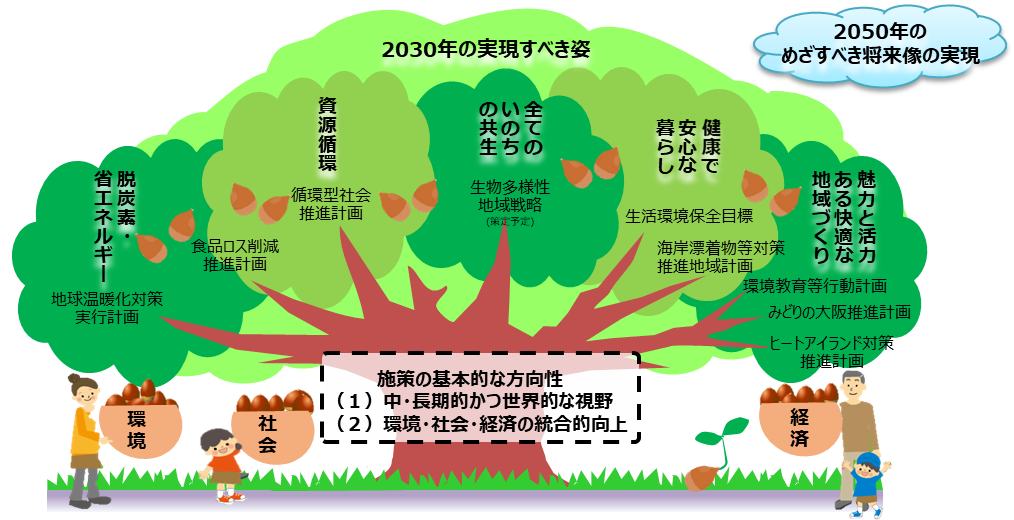 2050年の
めざすべき将来像の実現
2030年の実現すべき姿
脱炭素・
省エネルギー
地球温暖化対策
実行計画
資源循環
循環型社会
推進計画
食品ロス削減
推進計画
全ての
いのち
の共生
生物多様性
地域戦略
(策定予定)
健康で
安心な
暮らし
生活環境保全目標
海岸漂着物等対策
推進地域計画
魅力と活力
ある快適な
地域づくり
環境教育等行動計画
みどりの大阪推進計画
ヒートアイランド対策
推進計画
施策の基本的な方向性
（１）中・長期的かつ世界的な視野
（２）環境・社会・経済の統合的向上
環境
社会
経済